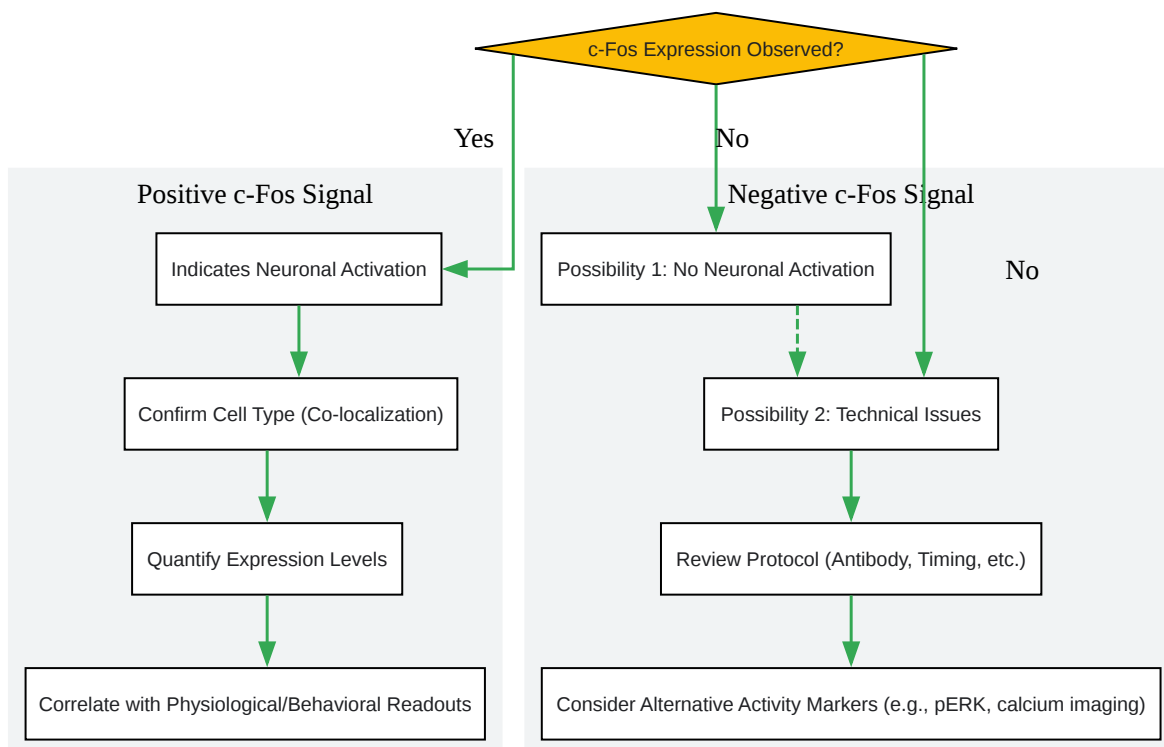 c-Fos Expression Observed?
Yes
No
Positive c-Fos Signal
Negative c-Fos Signal
Indicates Neuronal Activation
Possibility 1: No Neuronal Activation
No
Confirm Cell Type (Co-localization)
Possibility 2: Technical Issues
Quantify Expression Levels
Review Protocol (Antibody, Timing, etc.)
Correlate with Physiological/Behavioral Readouts
Consider Alternative Activity Markers (e.g., pERK, calcium imaging)